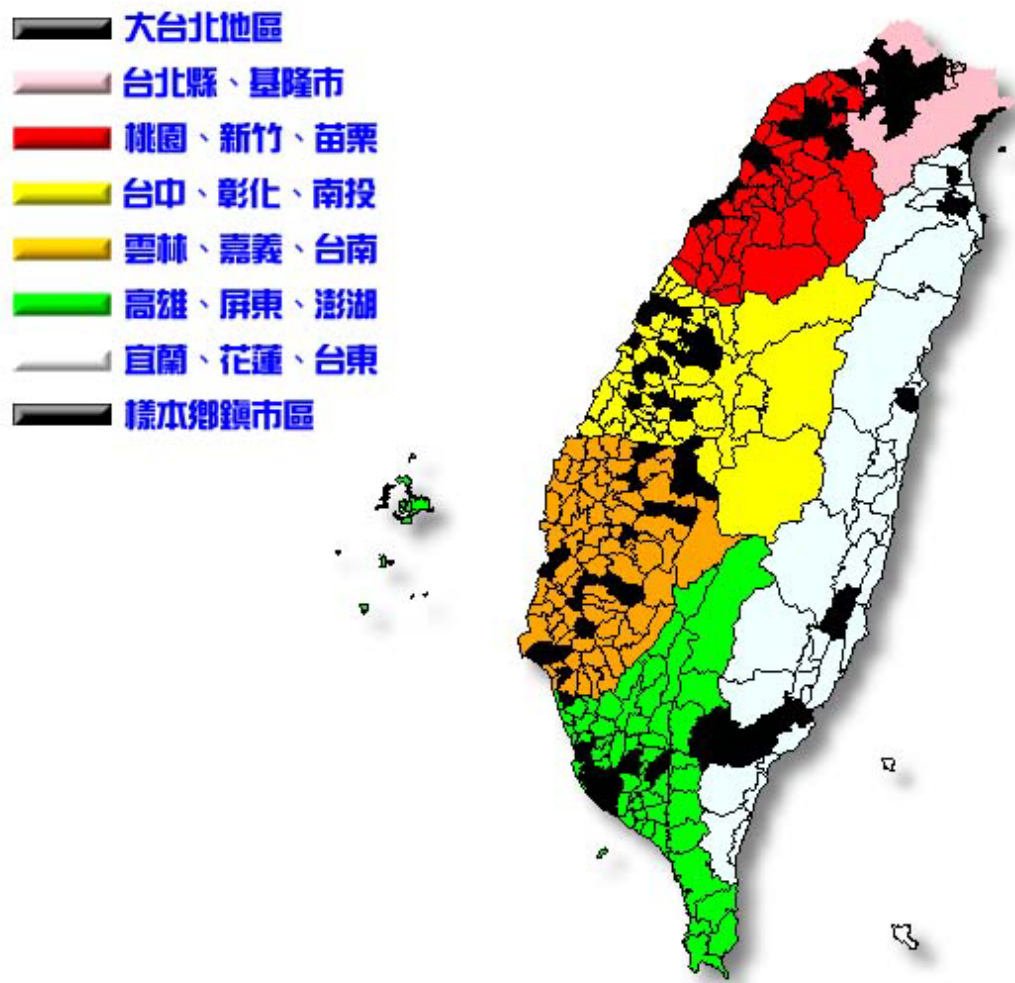 大台北地區
台北縣、基隆市
桃園、新竹、苗栗
台中、彰化、南投
雲林、嘉義、台南
高雄、屏東、澎湖
宜蘭、花蓮、台東
樣本鄉鎮市區